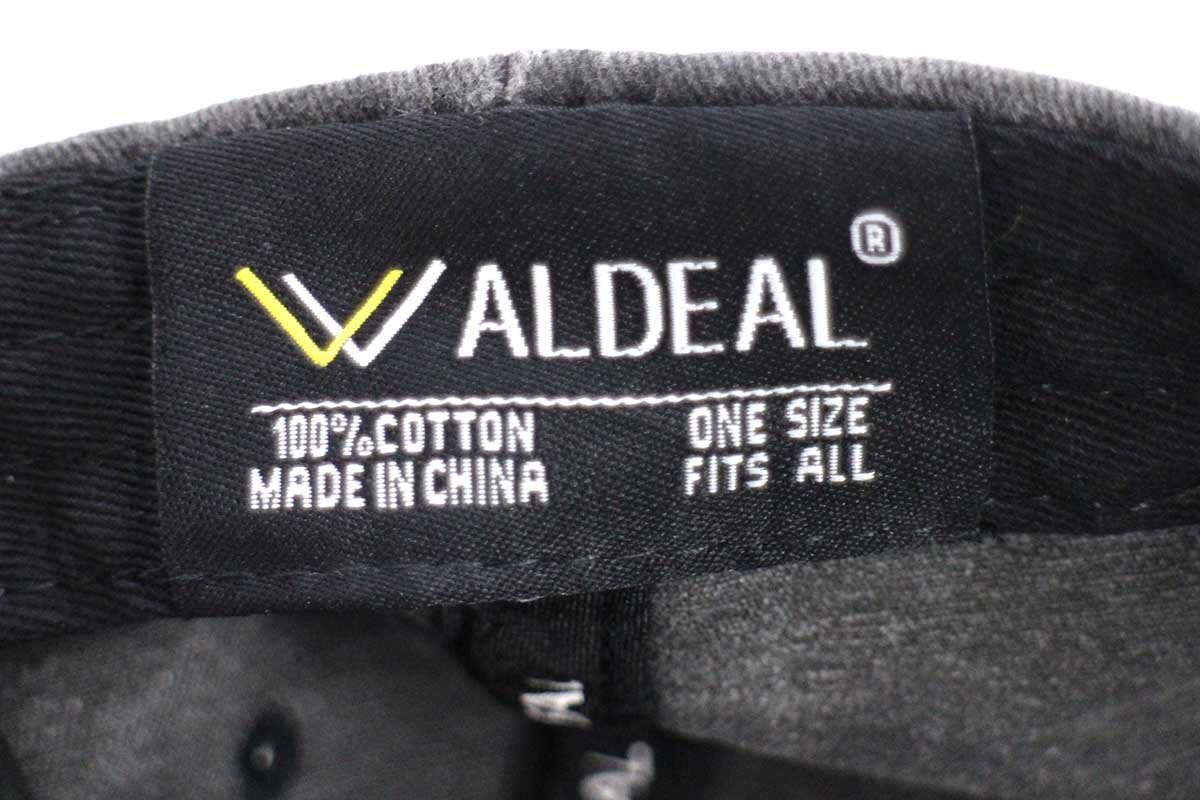 WALDEAL®
100%COTTON
MADE IN CHINA
ONE SIZE
FITS ALL